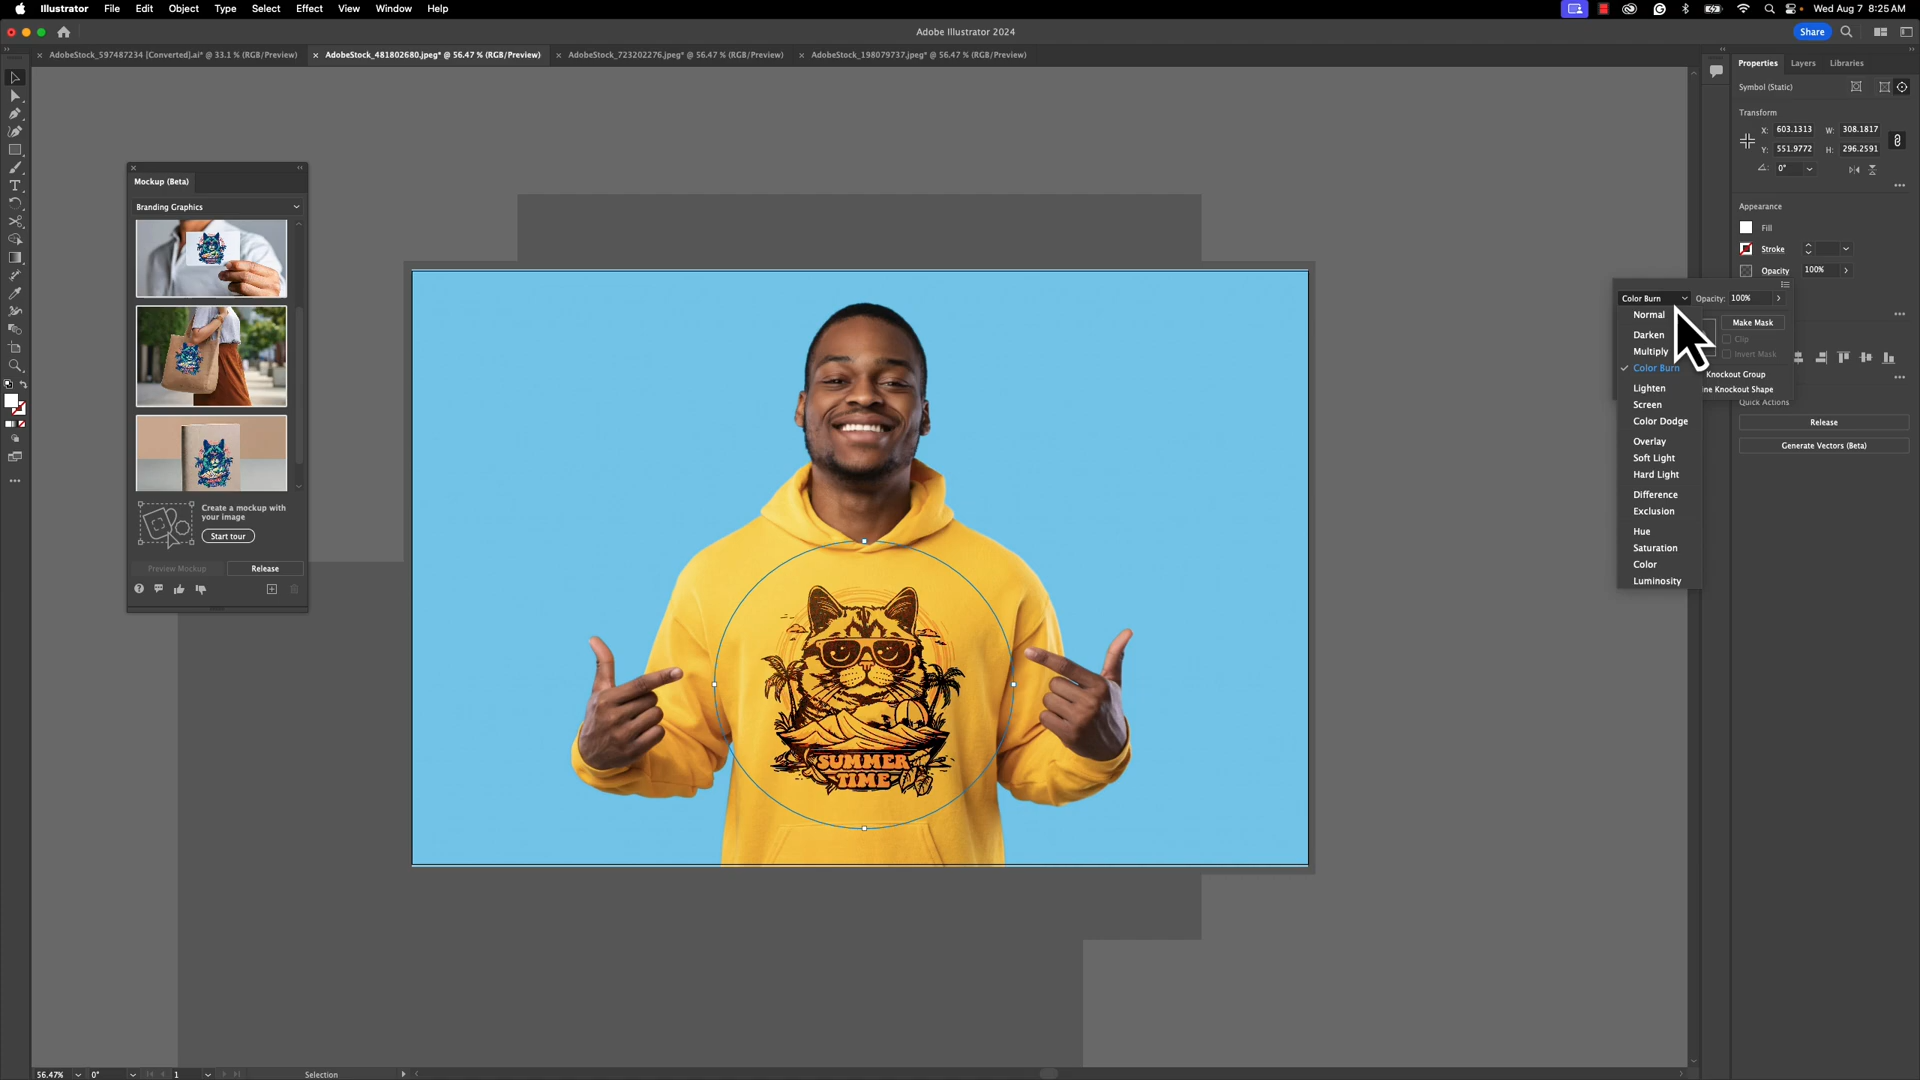 Illustrator File Edit Object Type Select Effect View Window Help
Wed Aug 7 8:25 AM
Adobe Illustrator 2024
Share
AdobeStock_597487234 [Converted].ai* @ 33.1 % (RGB/Preview)
AdobeStock_481802680.jpeg* @ 56.47 % (RGB/Preview)
AdobeStock_723202276.jpeg* @ 56.47 % (RGB/Preview)
AdobeStock_198079737.jpeg* @ 56.47 % (RGB/Preview)
Properties Layers Libraries
Symbol (Static)
Transform
X: 603.1313 W: 308.1817
Y: 551.9772 H: 296.2591
0°
Appearance
Fill
Stroke
Opacity 100%
Color Burn Opacity: 100%
Normal
Make Mask
Darken
Clip
Multiply
Invert Mask
Color Burn
Knockout Group
Lighten
ne Knockout Shape
Screen
Quick Actions
Color Dodge
Release
Overlay
Generate Vectors (Beta)
Soft Light
Hard Light
Difference
Exclusion
Hue
Saturation
Color
Luminosity
Mockup (Beta)
Branding Graphics
Create a mockup with
your image
Start tour
Preview Mockup Release
SUMMER
TIME
56.47% 0° 1 Selection